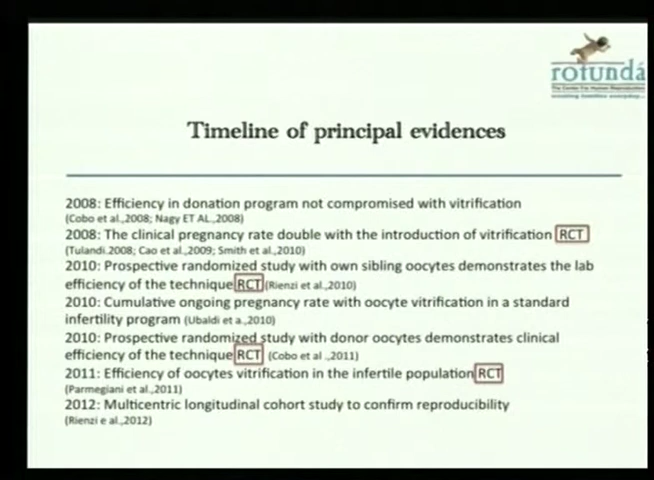 rotunda
The Center For Human Reproduction
Timeline of principal evidences
2008: Efficiency in donation program not compromised with vitrification
(Cobo et al.,2008; Nagy ET AL.,2008)
2008: The clinical pregnancy rate double with the introduction of vitrification RCT
(Tulandi.2008; Cao et al.,2009; Smith et al.,2010)
2010: Prospective randomized study with own sibling oocytes demonstrates the lab
efficiency of the technique RCT (Rienzi et al.,2010)
2010: Cumulative ongoing pregnancy rate with oocyte vitrification in a standard
infertility program (Ubaldi et a.,2010)
2010: Prospective randomized study with donor oocytes demonstrates clinical
efficiency of the technique RCT (Cobo et al .,2011)
2011: Efficiency of oocytes vitrification in the infertile population RCT
(Parmegiani et al.,2011)
2012: Multicentric longitudinal cohort study to confirm reproducibility
(Rienzi e al.,2012)